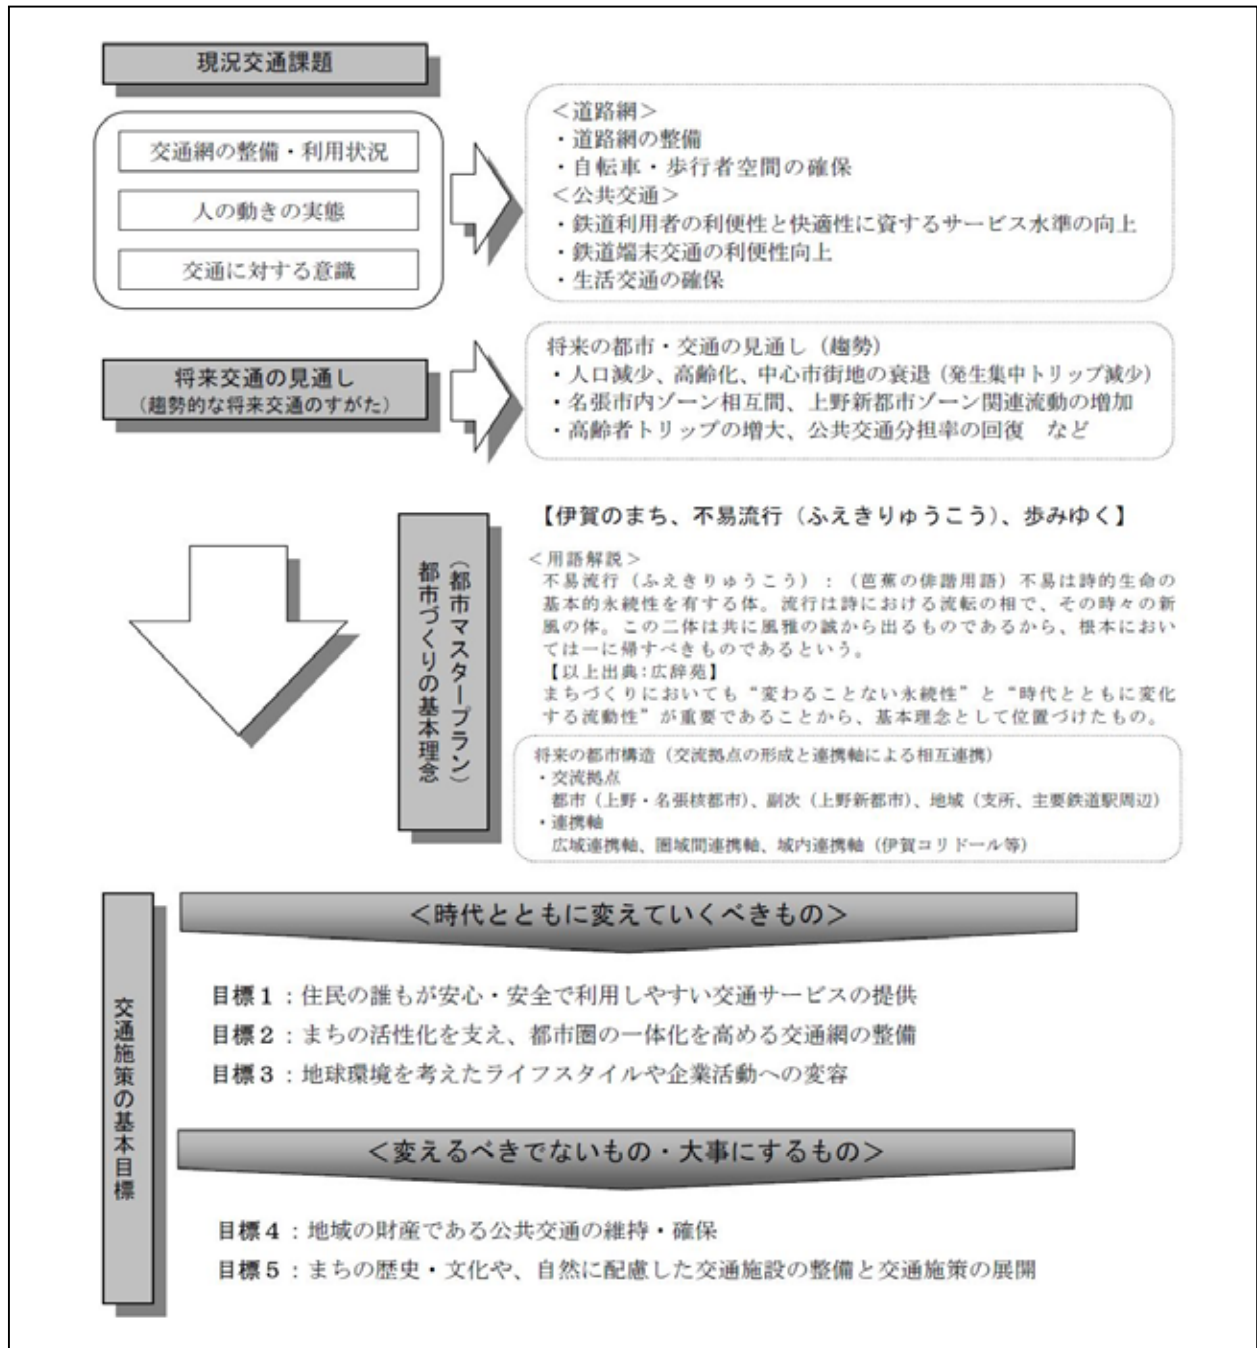 現況交通課題
交通網の整備・利用状況
人の動きの実態
交通に対する意識
＜道路網＞
・道路網の整備
・自転車・歩行者空間の確保
＜公共交通＞
・鉄道利用者の利便性と快適性に資するサービス水準の向上
・鉄道端末交通の利便性向上
・生活交通の確保
将来交通の見通し
（趨勢的な将来交通のすがた）
将来の都市・交通の見通し（趨勢）
・人口減少、高齢化、中心市街地の衰退（発生集中トリップ減少）
・名張市内ゾーン相互間、上野新都市ゾーン関連流動の増加
・高齢者トリップの増大、公共交通分担率の回復　など
（都市マスタープラン）
都市づくりの基本理念
【伊賀のまち、不易流行（ふえきりゅうこう）、歩みゆく】
＜用語解説＞
不易流行（ふえきりゅうこう）：（芭蕉の俳諧用語）不易は詩的生命の
基本的永続性を有する体。流行は詩における流転の相で、その時々の新
風の体。この二体は共に風雅の誠から出るものであるから、根本におい
ては一に帰すべきものであるという。
【以上出典：広辞苑】
まちづくりにおいても“変わることない永続性”と“時代とともに変化
する流動性”が重要であることから、基本理念として位置づけたもの。
将来の都市構造（交流拠点の形成と連携軸による相互連携）
・交流拠点
都市（上野・名張核都市）、副次（上野新都市）、地域（支所、主要鉄道駅周辺）
・連携軸
広域連携軸、圏域間連携軸、域内連携軸（伊賀コリドール等）
交通施策の基本目標
＜時代とともに変えていくべきもの＞
目標１：住民の誰もが安心・安全で利用しやすい交通サービスの提供
目標２：まちの活性化を支え、都市圏の一体化を高める交通網の整備
目標３：地球環境を考えたライフスタイルや企業活動への変容
＜変えるべきでないもの・大事にするもの＞
目標４：地域の財産である公共交通の維持・確保
目標５：まちの歴史・文化や、自然に配慮した交通施設の整備と交通施策の展開